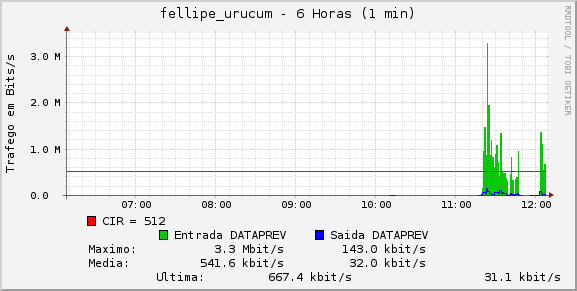 fellipe_urucum - 6 Horas (1 min)
RRDTOOL / TOBI OETIKER
Trafego em Bits/s
3.0 M
2.0 M
1.0 M
0.0
07:00 08:00 09:00 10:00 11:00 12:00
CIR = 512
Entrada DATAPREV Saida DATAPREV
Maximo: 3.3 Mbit/s 143.0 kbit/s
Media: 541.6 kbit/s 32.0 kbit/s
Ultima: 667.4 kbit/s 31.1 kbit/s